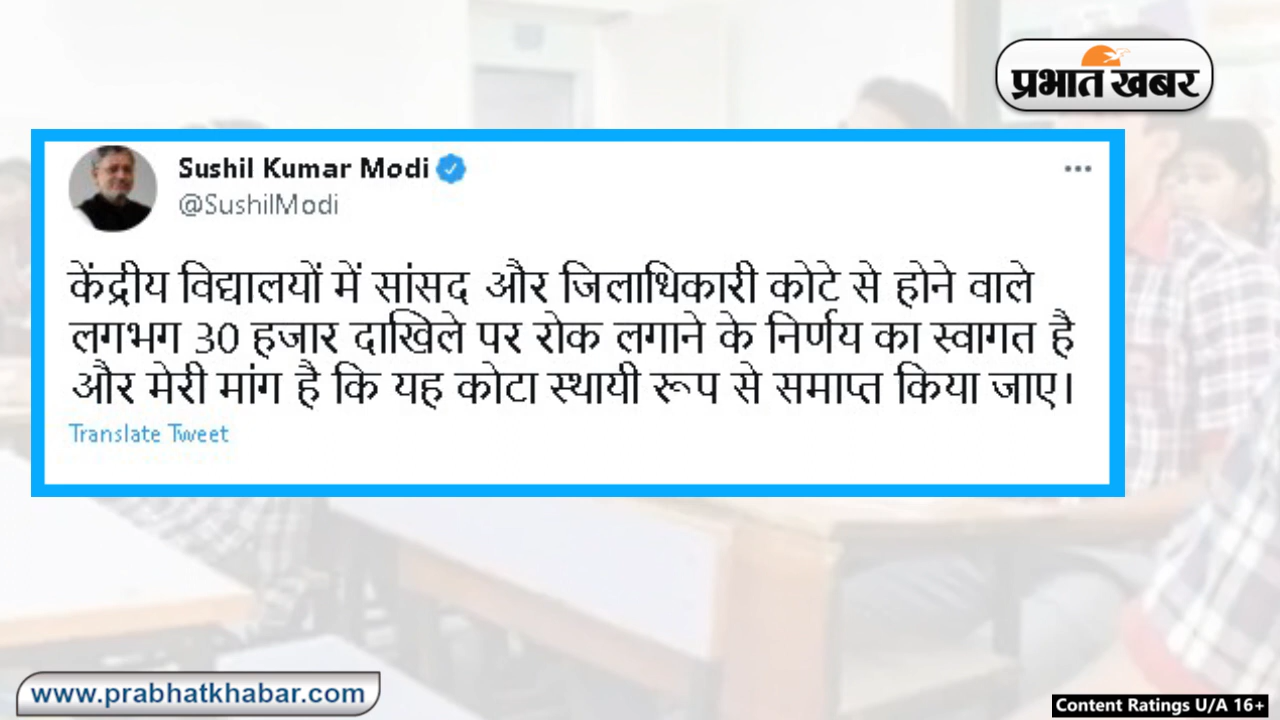 प्रभात खबर
Sushil Kumar Modi
@SushilModi
केंद्रीय विद्यालयों में सांसद और जिलाधिकारी कोटे से होने वाले
लगभग 30 हजार दाखिले पर रोक लगाने के निर्णय का स्वागत है
और मेरी मांग है कि यह कोटा स्थायी रूप से समाप्त किया जाए।
Translate Tweet
www.prabhatkhabar.com
Content Ratings U/A 16+